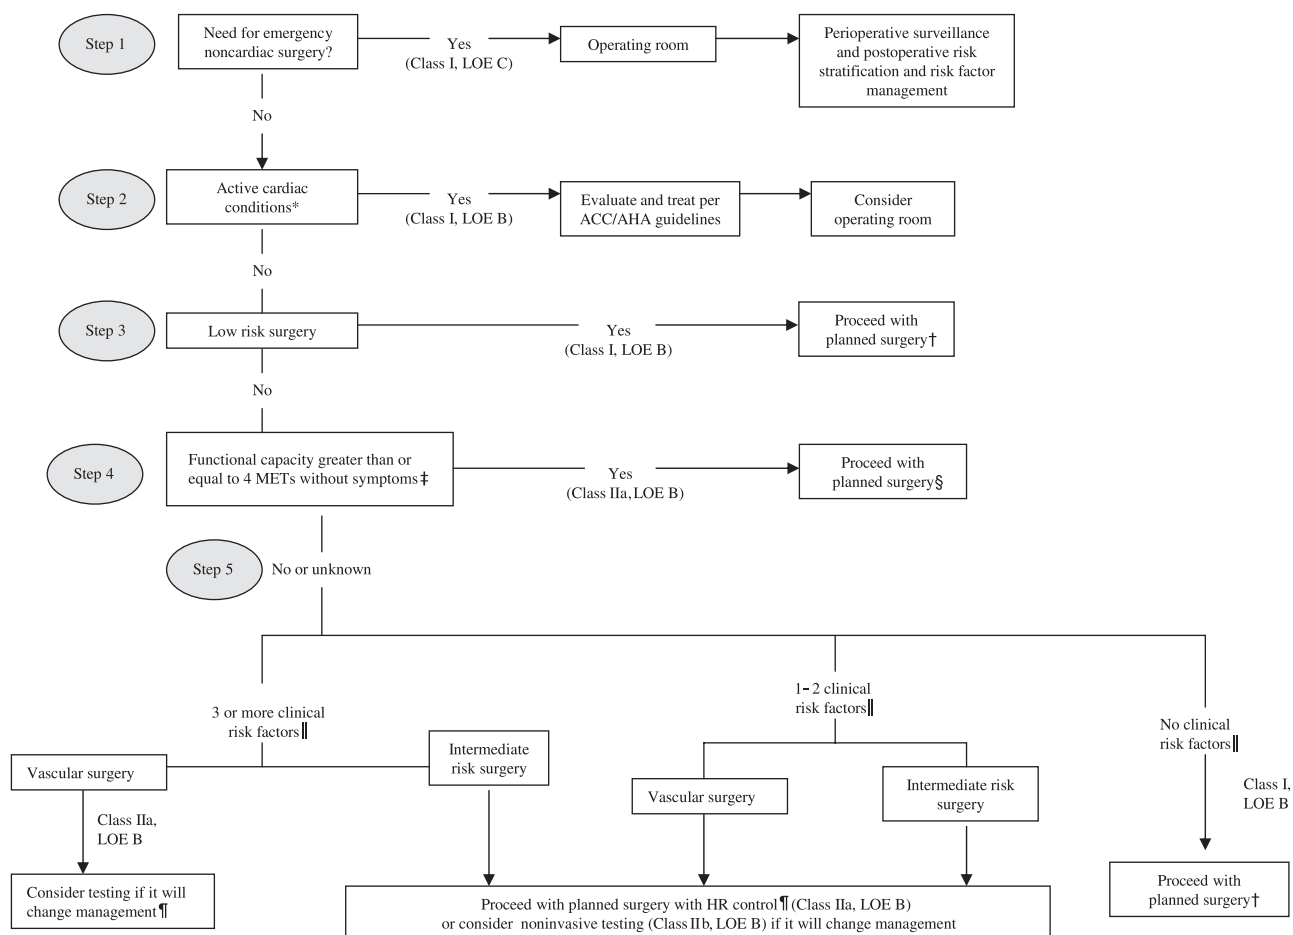 Step 1
Need for emergency
noncardiac surgery?
Yes
(Class I, LOE C)
Operating room
Perioperative surveillance
and postoperative risk
stratification and risk factor
management
No
Step 2
Active cardiac
conditions*
Yes
(Class I, LOE B)
Evaluate and treat per
ACC/AHA guidelines
Consider
operating room
No
Step 3
Low risk surgery
Yes
(Class I, LOE B)
Proceed with
planned surgery†
No
Step 4
Functional capacity greater than or
equal to 4 METs without symptoms‡
Yes
(Class IIa, LOE B)
Proceed with
planned surgery§
Step 5
No or unknown
3 or more clinical
risk factors‖
1–2 clinical
risk factors‖
No clinical
risk factors‖
Vascular surgery
Intermediate
risk surgery
Vascular surgery
Intermediate risk
surgery
Class I,
LOE B
Class IIa,
LOE B
Consider testing if it will
change management¶
Proceed with planned surgery with HR control¶ (Class IIa, LOE B)
or consider noninvasive testing (Class IIb, LOE B) if it will change management
Proceed with
planned surgery†